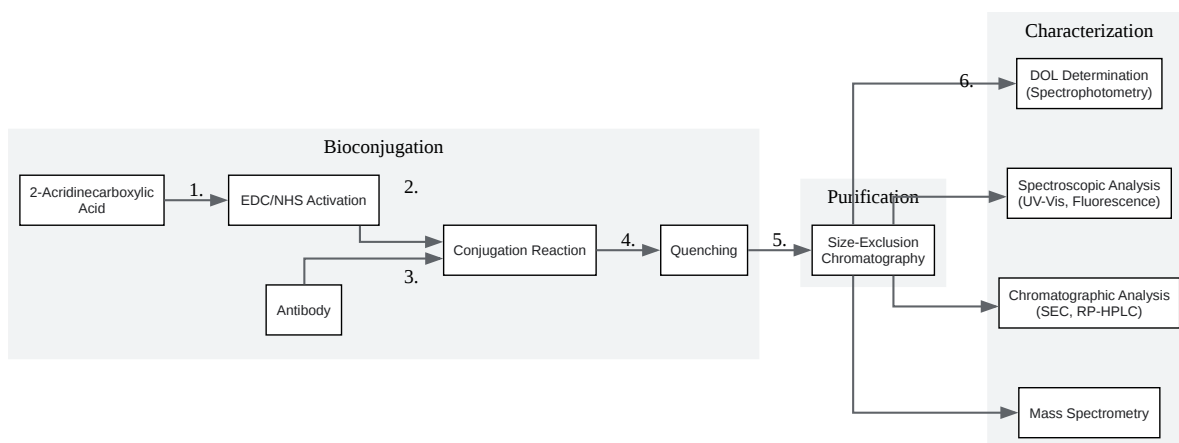 Characterization
6.
DOL Determination
(Spectrophotometry)
Bioconjugation
1.
2-Acridinecarboxylic
Acid
EDC/NHS Activation
2.
Conjugation Reaction
3.
Antibody
4.
Quenching
5.
Purification
Size-Exclusion
Chromatography
Spectroscopic Analysis
(UV-Vis, Fluorescence)
Chromatographic Analysis
(SEC, RP-HPLC)
Mass Spectrometry